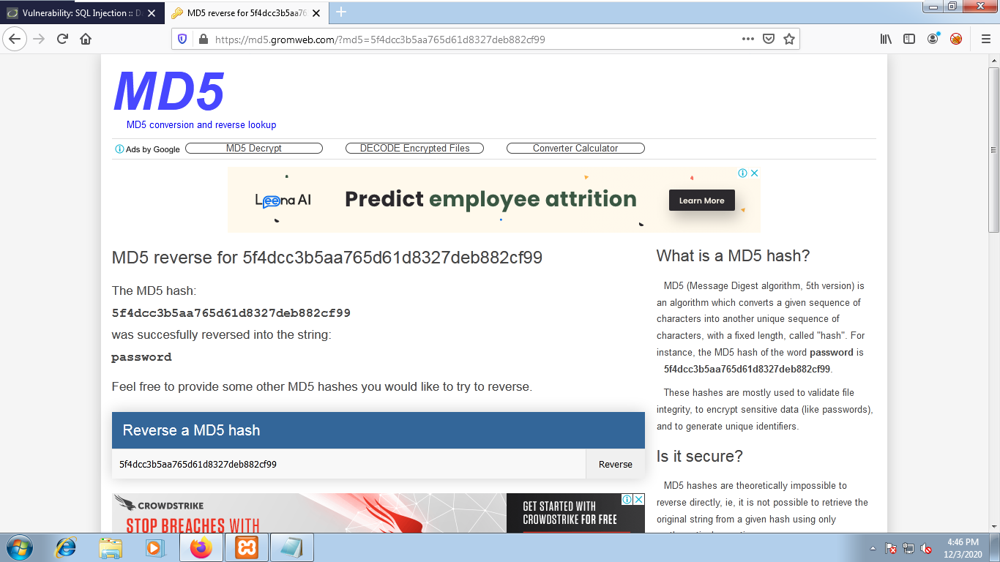 Vulnerability: SQL Injection :: Da
MD5 reverse for 5f4dcc3b5aa76
https://md5.gromweb.com/?md5=5f4dcc3b5aa765d61d8327deb882cf99
MD5
MD5 conversion and reverse lookup
Ads by Google
MD5 Decrypt
DECODE Encrypted Files
Converter Calculator
Leena AI
Predict employee attrition
Learn More
MD5 reverse for 5f4dcc3b5aa765d61d8327deb882cf99
The MD5 hash:
5f4dcc3b5aa765d61d8327deb882cf99
was succesfully reversed into the string:
password
Feel free to provide some other MD5 hashes you would like to try to reverse.
Reverse a MD5 hash
5f4dcc3b5aa765d61d8327deb882cf99
Reverse
CROWDSTRIKE
STOP BREACHES WITH
GET STARTED WITH
CROWDSTRIKE FOR FREE
What is a MD5 hash?
MD5 (Message Digest algorithm, 5th version) is
an algorithm which converts a given sequence of
characters into another unique sequence of
characters, with a fixed length, called "hash". For
instance, the MD5 hash of the word password is
5f4dcc3b5aa765d61d8327deb882cf99.
These hashes are mostly used to validate file
integrity, to encrypt sensitive data (like passwords),
and to generate unique identifiers.
Is it secure?
MD5 hashes are theoretically impossible to
reverse directly, ie, it is not possible to retrieve the
original string from a given hash using only
4:46 PM
12/3/2020